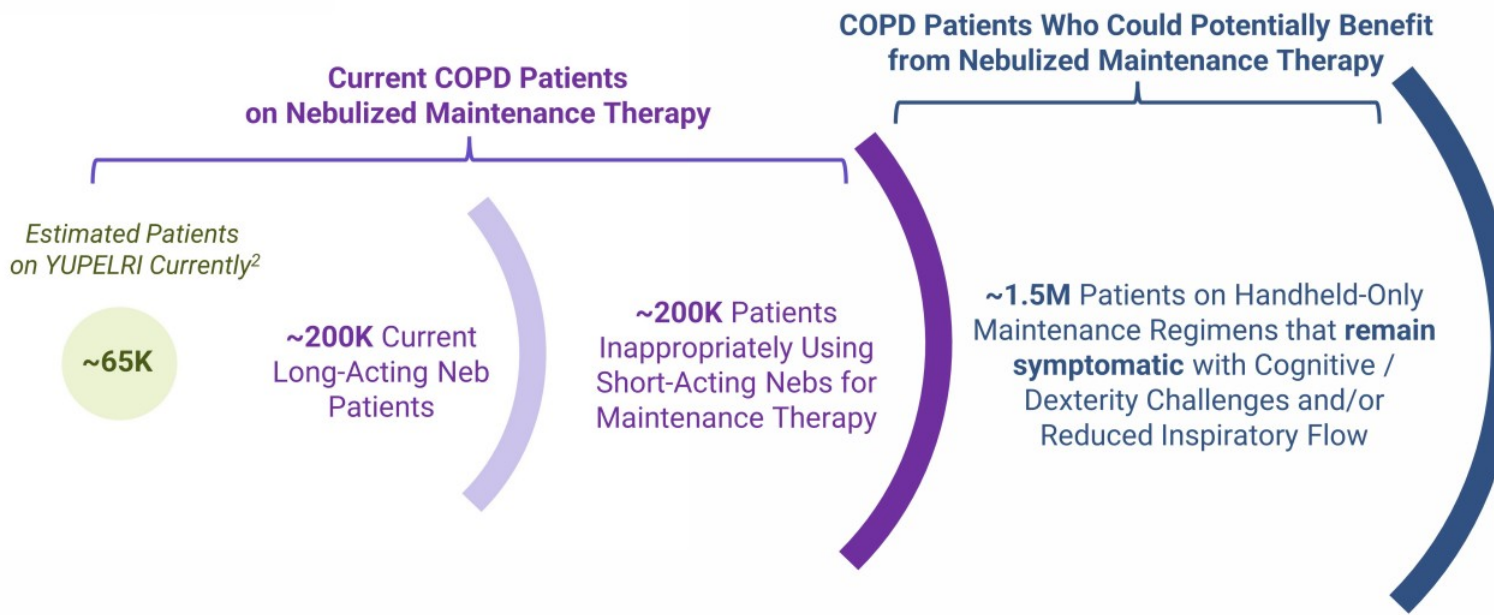 Current COPD Patients
on Nebulized Maintenance Therapy
COPD Patients Who Could Potentially Benefit
from Nebulized Maintenance Therapy
Estimated Patients
on YUPELRI Currently²
~65K
~200K Current
Long-Acting Neb
Patients
~200K Patients
Inappropriately Using
Short-Acting Nebs for
Maintenance Therapy
~1.5M Patients on Handheld-Only
Maintenance Regimens that remain
symptomatic with Cognitive /
Dexterity Challenges and/or
Reduced Inspiratory Flow